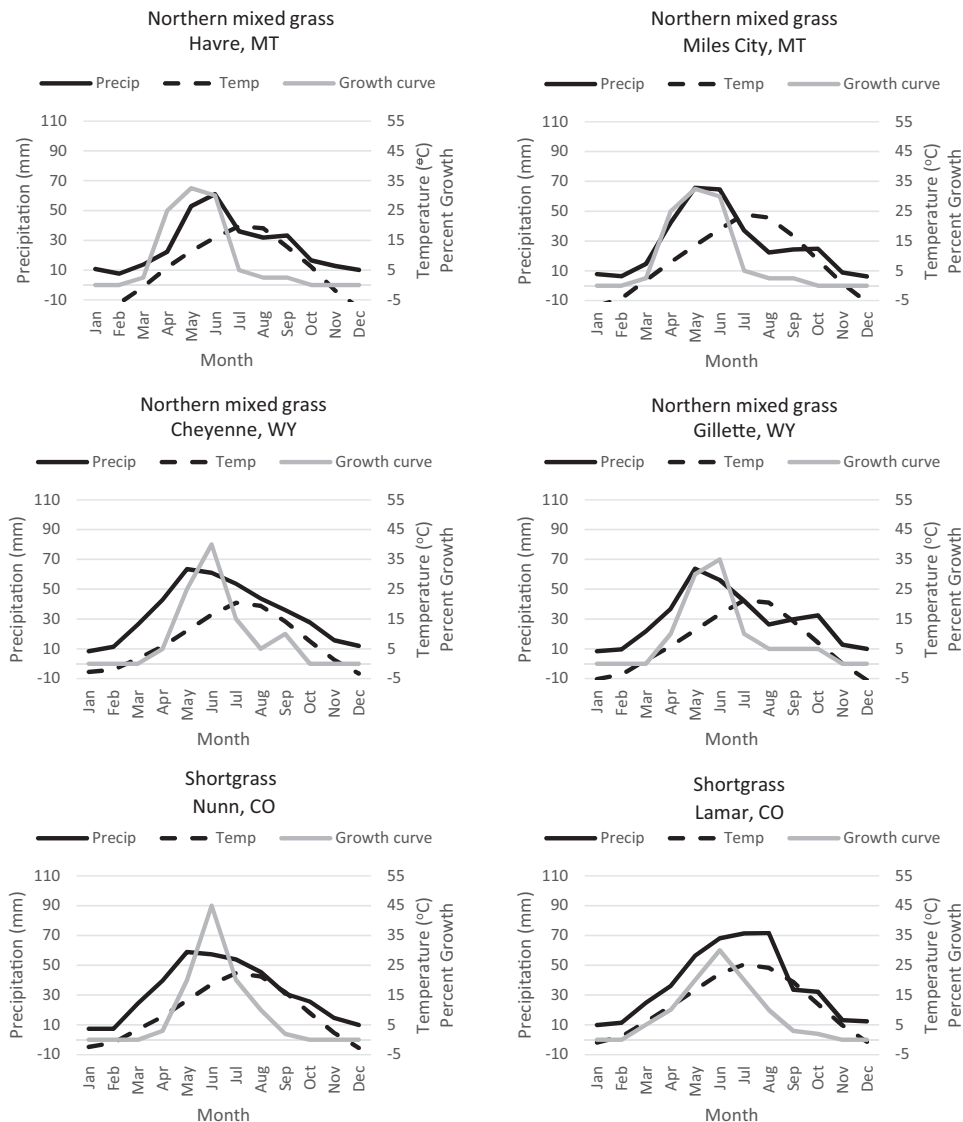 Northern mixed grass
Havre, MT
Precip Temp Growth curve
110
90
70
50
30
10
-10
Precipitation (mm)
55
45
35
25
15
5
-5
Temperature (ºC)
Percent Growth
Jan Feb Mar Apr May Jun Jul Aug Sep Oct Nov Dec
Month
Northern mixed grass
Miles City, MT
Precip Temp Growth curve
110
90
70
50
30
10
-10
Precipitation (mm)
55
45
35
25
15
5
-5
Temperature (ºC)
Percent Growth
Jan Feb Mar Apr May Jun Jul Aug Sep Oct Nov Dec
Month
Northern mixed grass
Cheyenne, WY
Precip Temp Growth curve
110
90
70
50
30
10
-10
Precipitation (mm)
55
45
35
25
15
5
-5
Temperature (ºC)
Percent Growth
Jan Feb Mar Apr May Jun Jul Aug Sep Oct Nov Dec
Month
Northern mixed grass
Gillette, WY
Precip Temp Growth curve
110
90
70
50
30
10
-10
Precipitation (mm)
55
45
35
25
15
5
-5
Temperature (ºC)
Percent Growth
Jan Feb Mar Apr May Jun Jul Aug Sep Oct Nov Dec
Month
Shortgrass
Nunn, CO
Precip Temp Growth curve
110
90
70
50
30
10
-10
Precipitation (mm)
55
45
35
25
15
5
-5
Temperature (ºC)
Percent Growth
Jan Feb Mar Apr May Jun Jul Aug Sep Oct Nov Dec
Month
Shortgrass
Lamar, CO
Precip Temp Growth curve
110
90
70
50
30
10
-10
Precipitation (mm)
55
45
35
25
15
5
-5
Temperature (ºC)
Percent Growth
Jan Feb Mar Apr May Jun Jul Aug Sep Oct Nov Dec
Month